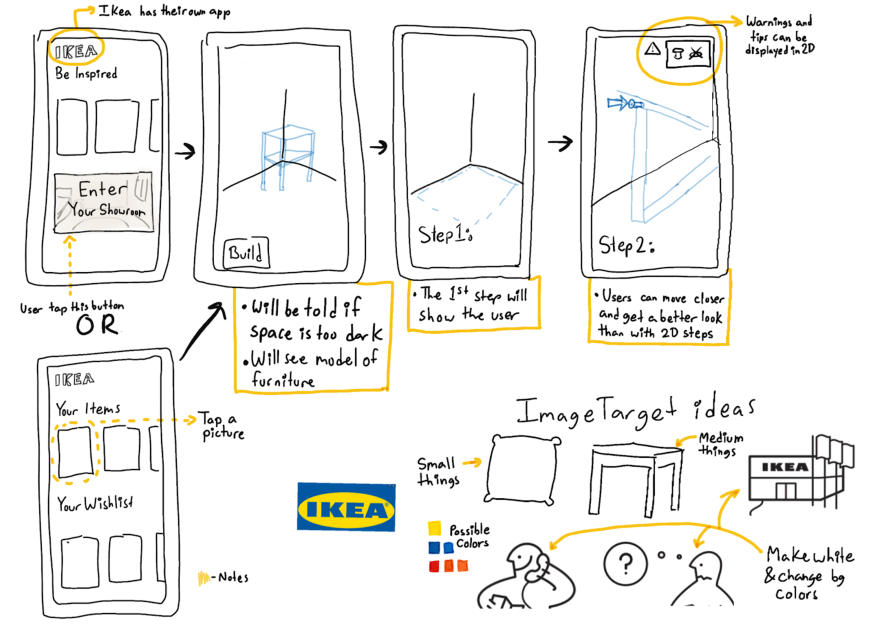 IKea has their own app
IKEA
Be Inspired
Enter
Your Showroom
User tap this button
OR
Build
• Will be told if
space is too dark
• Will see model of
furniture
Step 1:
• The 1st step will
show the user
Warnings and
tips can be
displayed in 2D
Step 2:
• Users can move closer
and get a better look
than with 2D steps
IKEA
Your Items
Tap a
picture
Your Wishlist
- Notes
IKEA
ImageTarget ideas
Small
things
Medium
things
IKEA
Possible
Colors
?
Make white
& change bg
colors